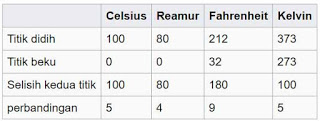 Celsius Reamur Fahrenheit Kelvin
Titik didih 100 80 212 373
Titik beku 0 0 32 273
Selisih kedua titik 100 80 180 100
perbandingan 5 4 9 5